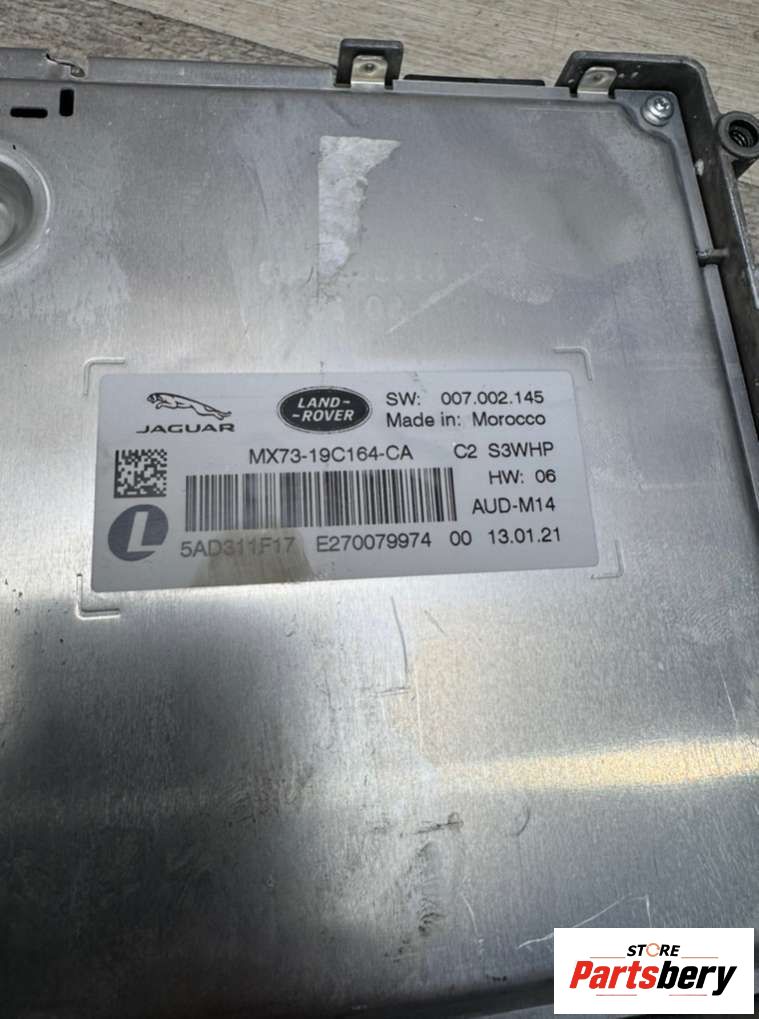 JAGUAR
LAND-
-ROVER
SW: 007.002.145
Made in: Morocco
MX73-19C164-CA C2 S3WHP
HW: 06
AUD-M14
L
5AD311F17 E270079974 00 13.01.21
STORE
Partsbery